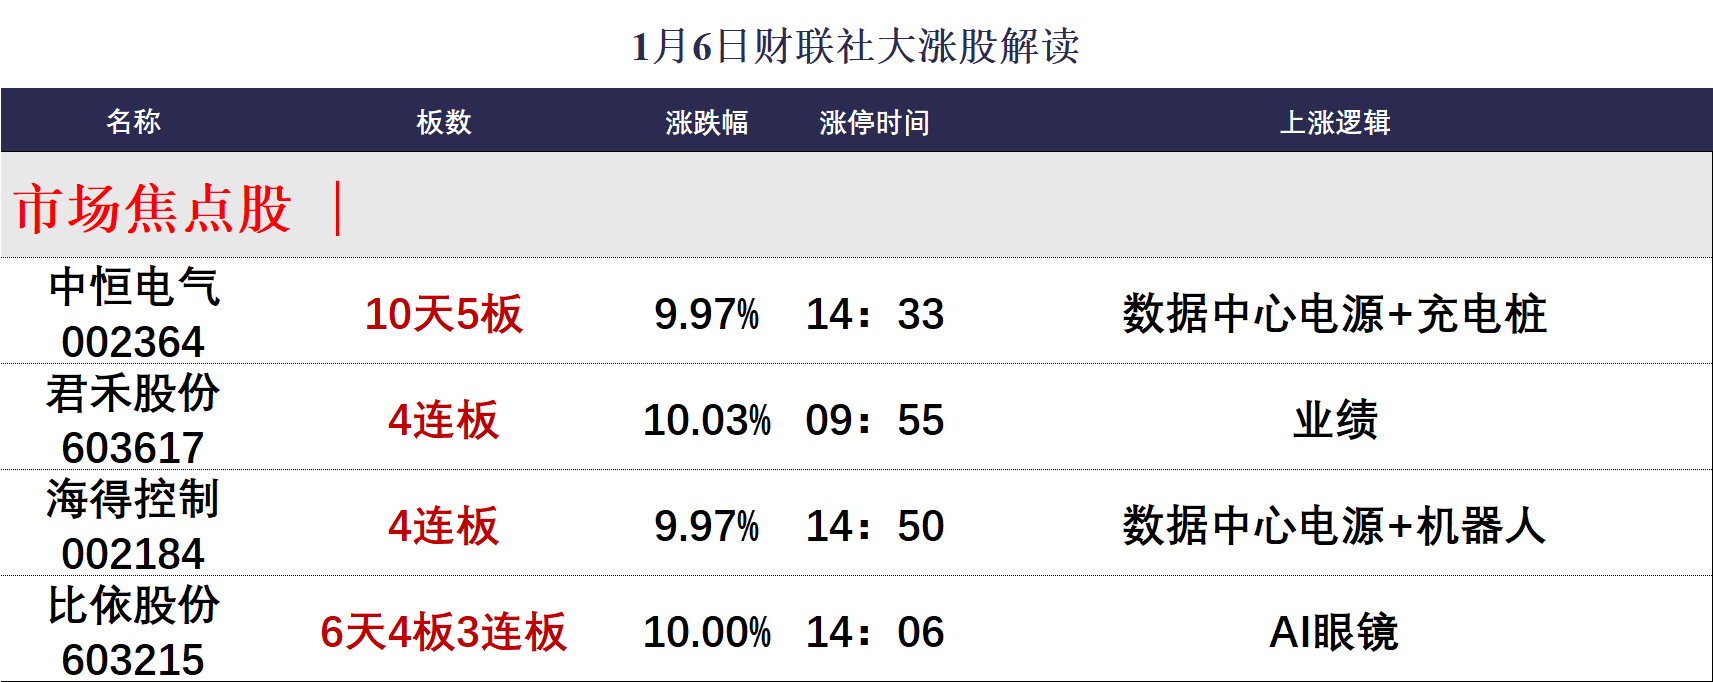 1月6日财联社大涨股解读
名称 板数 涨跌幅 涨停时间 上涨逻辑
市场焦点股 ｜
中恒电气
002364 10天5板 9.97% 14：33 数据中心电源+充电桩
君禾股份
603617 4连板 10.03% 09：55 业绩
海得控制
002184 4连板 9.97% 14：50 数据中心电源+机器人
比依股份
603215 6天4板3连板 10.00% 14：06 AI眼镜